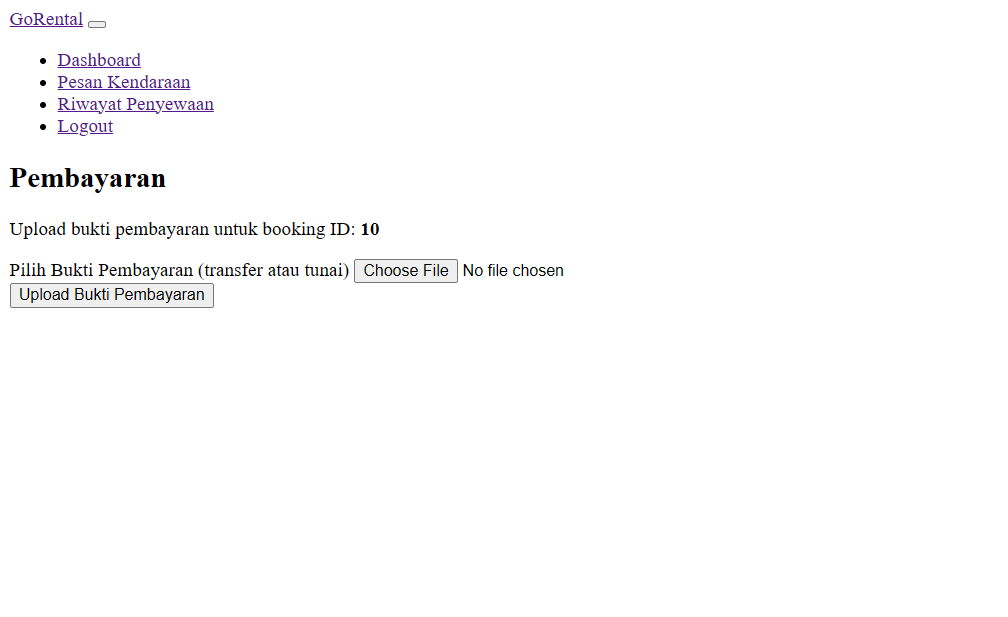 GoRental
Dashboard
Pesan Kendaraan
Riwayat Penyewaan
Logout
Pembayaran
Upload bukti pembayaran untuk booking ID: 10
Pilih Bukti Pembayaran (transfer atau tunai) Choose File No file chosen
Upload Bukti Pembayaran